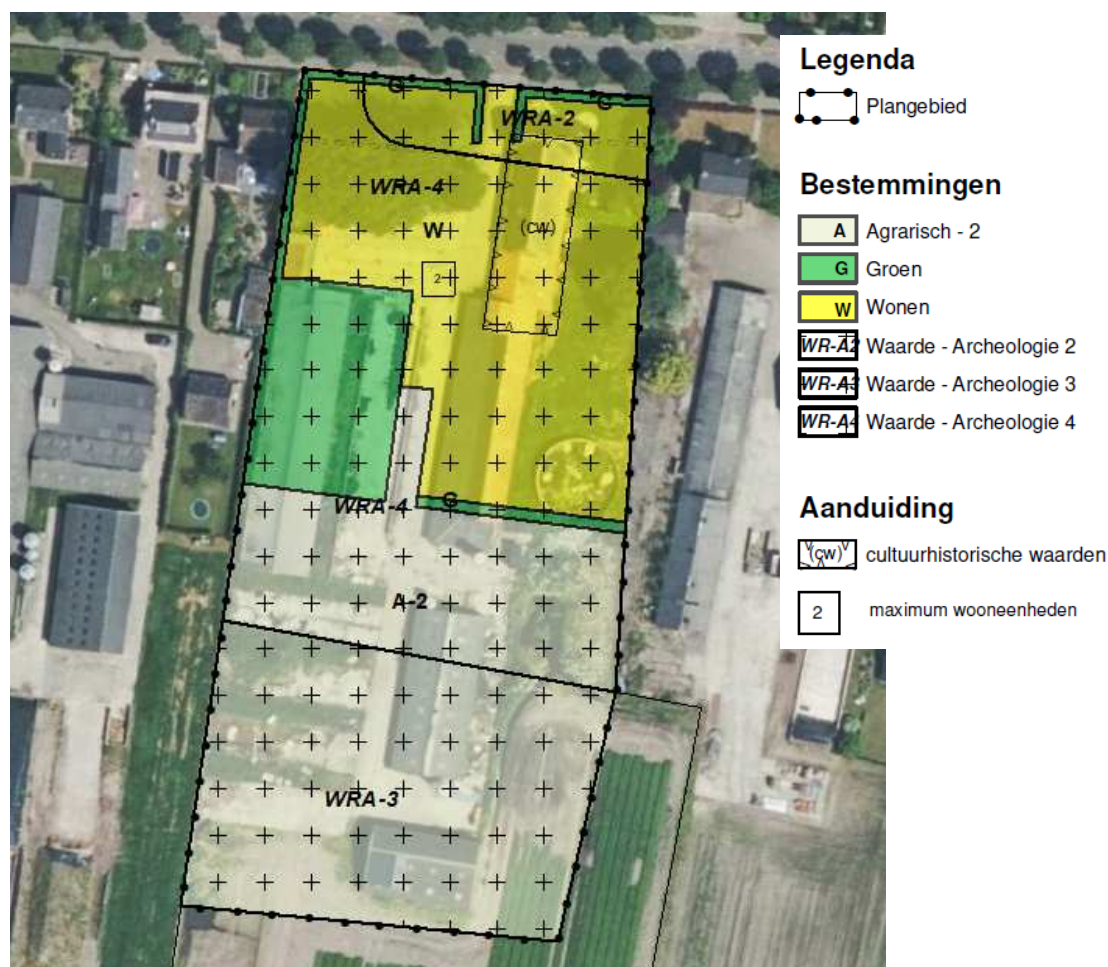 G
G
WRA-2
WRA-4
W
(cw)
2
G
WRA-4
A-2
WRA-3
Legenda
Plangebied
Bestemmingen
A Agrarisch - 2
G Groen
W Wonen
WR-A2 Waarde - Archeologie 2
WR-A3 Waarde - Archeologie 3
WR-A4 Waarde - Archeologie 4
Aanduiding
(cw) cultuurhistorische waarden
2 maximum wooneenheden